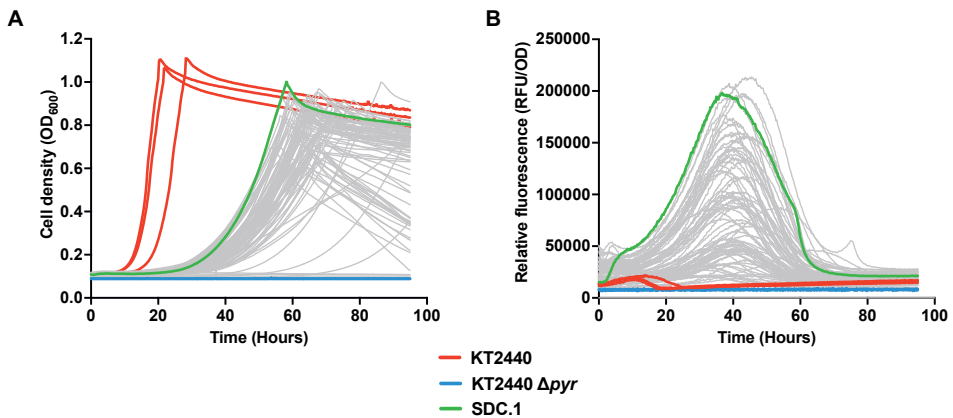 A
Cell density (OD600)
1.2
1.0
0.8
0.6
0.4
0.2
0.0
0 20 40 60 80 100
Time (Hours)
B
Relative fluorescence (RFU/OD)
250000
200000
150000
100000
50000
0
0 20 40 60 80 100
Time (Hours)
KT2440
KT2440 Δpyr
SDC.1